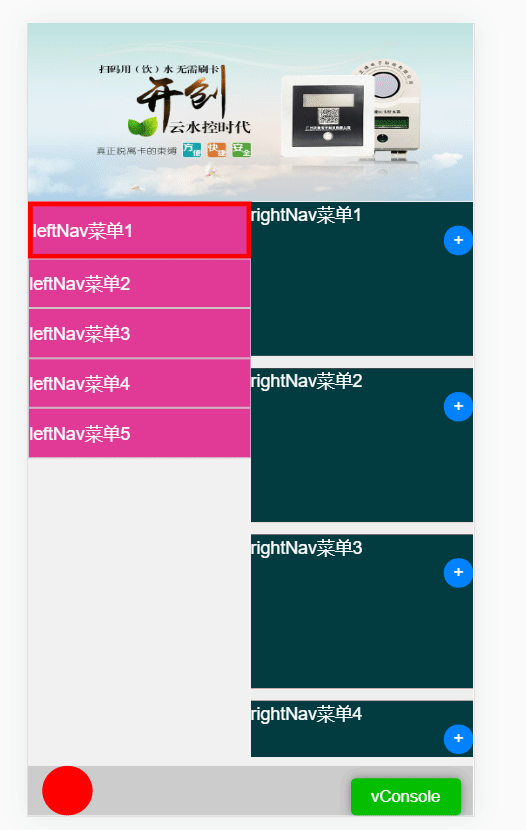 扫码用（饮）水 无需刷卡
开创
云水控时代
真正脱离卡的束缚 方便 快捷 安全
leftNav菜单1
leftNav菜单2
leftNav菜单3
leftNav菜单4
leftNav菜单5
rightNav菜单1
+
rightNav菜单2
+
rightNav菜单3
+
rightNav菜单4
+
vConsole